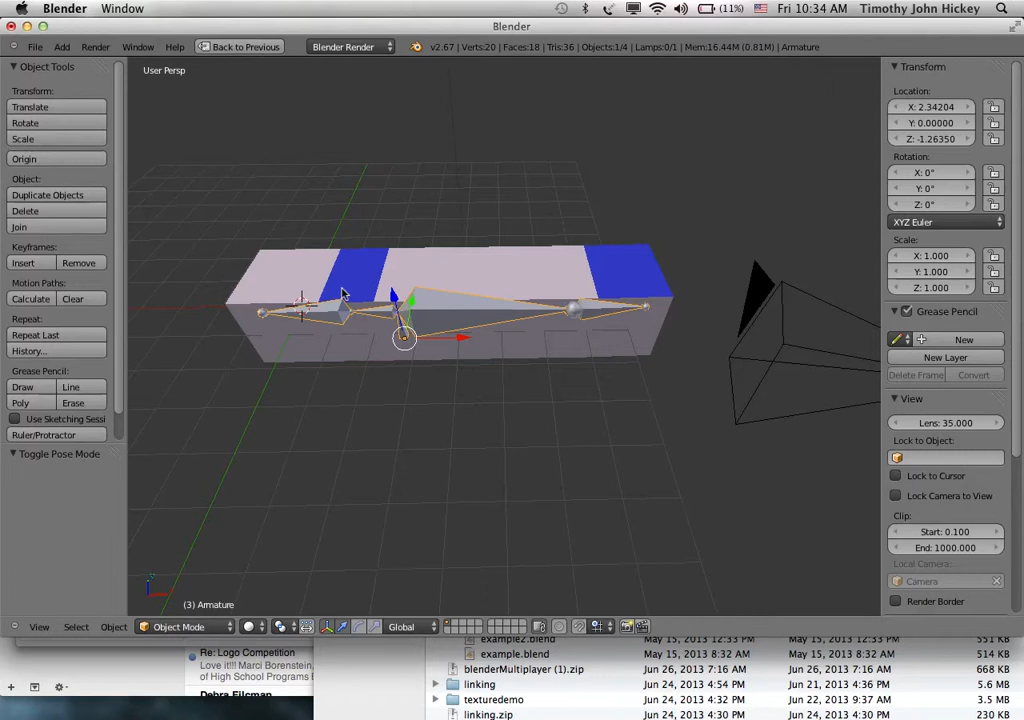 Blender Window (11%) Fri 10:34 AM Timothy John Hickey
Blender
File Add Render Window Help Back to Previous Blender Render v2.67 | Verts:20 | Faces:18 | Tris:36 | Objects:1/4 | Lamps:0/1 | Mem:16.44M (0.81M) | Armature
Object Tools
Transform:
Translate
Rotate
Scale
Origin
Object:
Duplicate Objects
Delete
Join
Keyframes:
Insert Remove
Motion Paths:
Calculate Clear
Repeat:
Repeat Last
History...
Grease Pencil:
Draw Line
Poly Erase
Use Sketching Sessi
Ruler/Protractor
Toggle Pose Mode
User Persp
(3) Armature
View Select Object Object Mode Global
Transform
Location:
X: 2.34204
Y: 0.00000
Z: -1.26350
Rotation:
X: 0°
Y: 0°
Z: 0°
XYZ Euler
Scale:
X: 1.000
Y: 1.000
Z: 1.000
Grease Pencil
New
New Layer
Delete Frame Convert
View
Lens: 35.000
Lock to Object:
Lock to Cursor
Lock Camera to View
Clip:
Start: 0.100
End: 1000.000
Local Camera:
Camera
Render Border
Re: Logo Competition
Love it!!! Marci Borenstein,
of High School Programs
Debra Filcman
example2.blend May 15, 2013 12:33 PM May 15, 2013 12:33 PM 551 KB
example.blend May 15, 2013 8:32 AM May 15, 2013 8:32 AM 514 KB
blenderMultiplayer (1).zip Jun 26, 2013 7:16 AM Jun 26, 2013 7:16 AM 668 KB
linking Jun 24, 2013 4:54 PM Jun 21, 2013 4:36 PM 5.6 MB
texturedemo Jun 24, 2013 4:32 PM Jun 22, 2013 9:37 AM 3.5 MB
linking.zip Jun 24, 2013 4:30 PM Jun 24, 2013 4:30 PM 230 KB